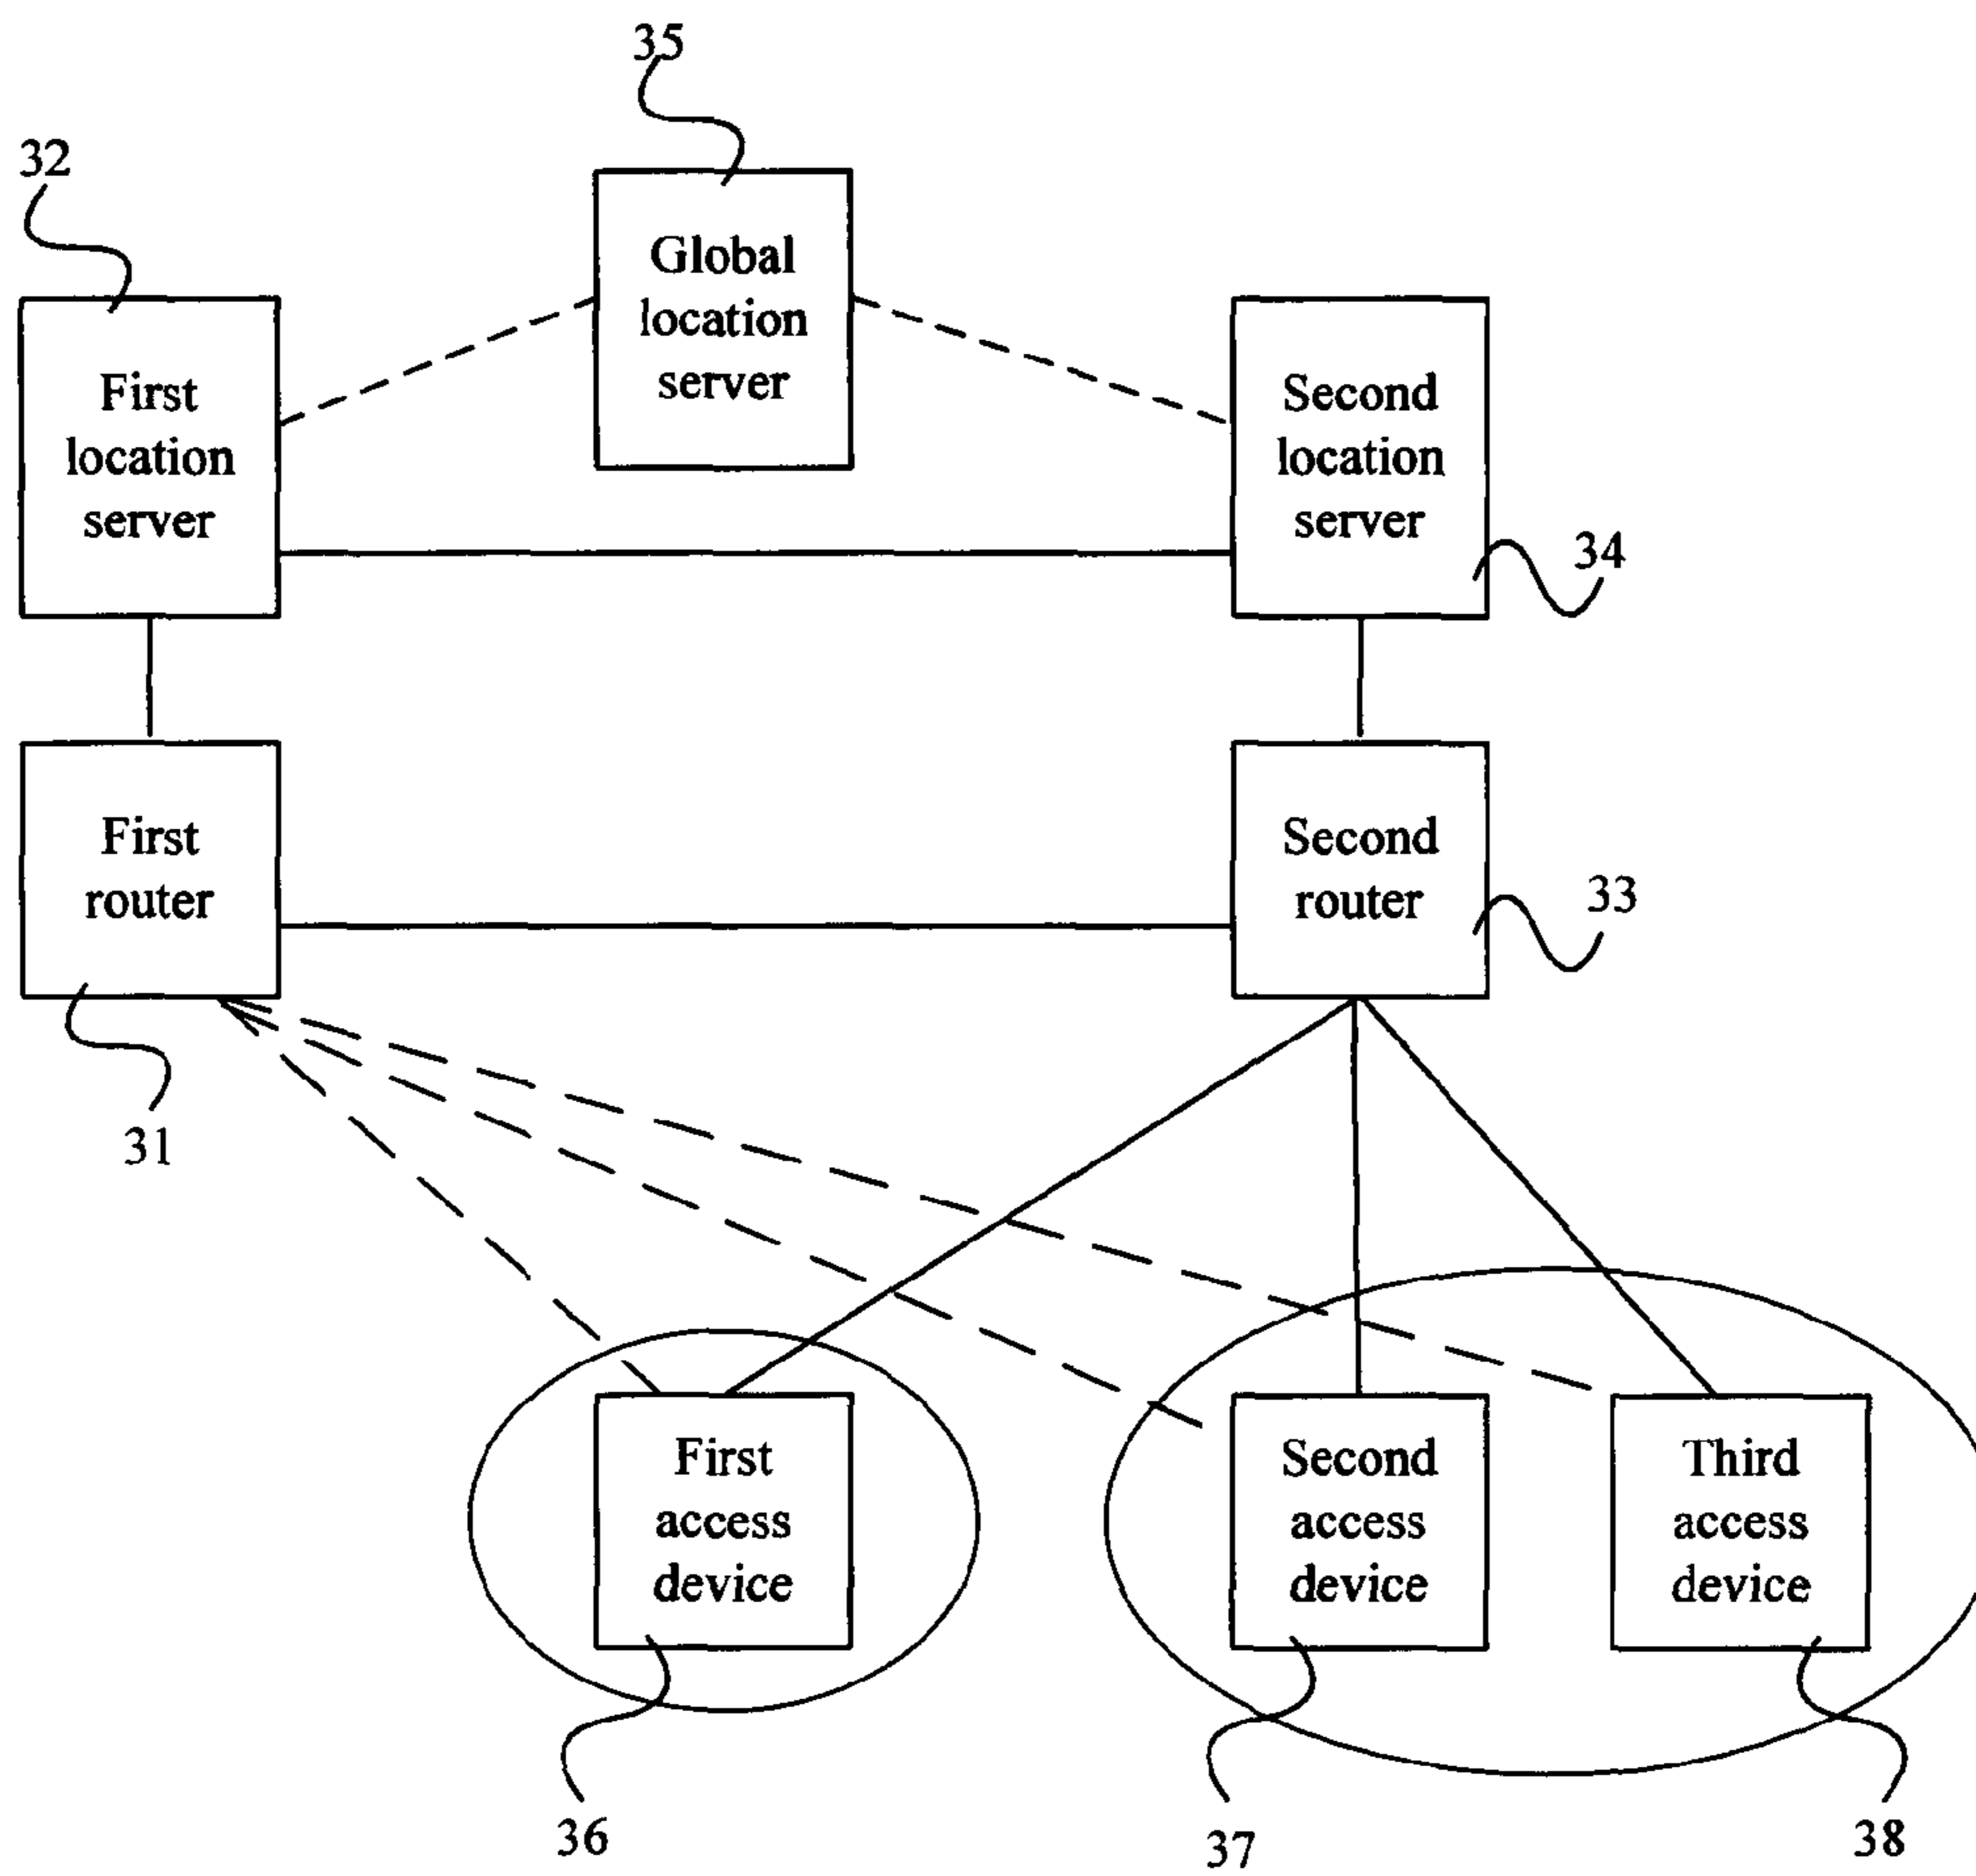 35
32
Global
location
server
First
location
server
Second
location
server
34
First
router
Second
router
33
31
First
access
device
Second
access
device
Third
access
device
36
37
38